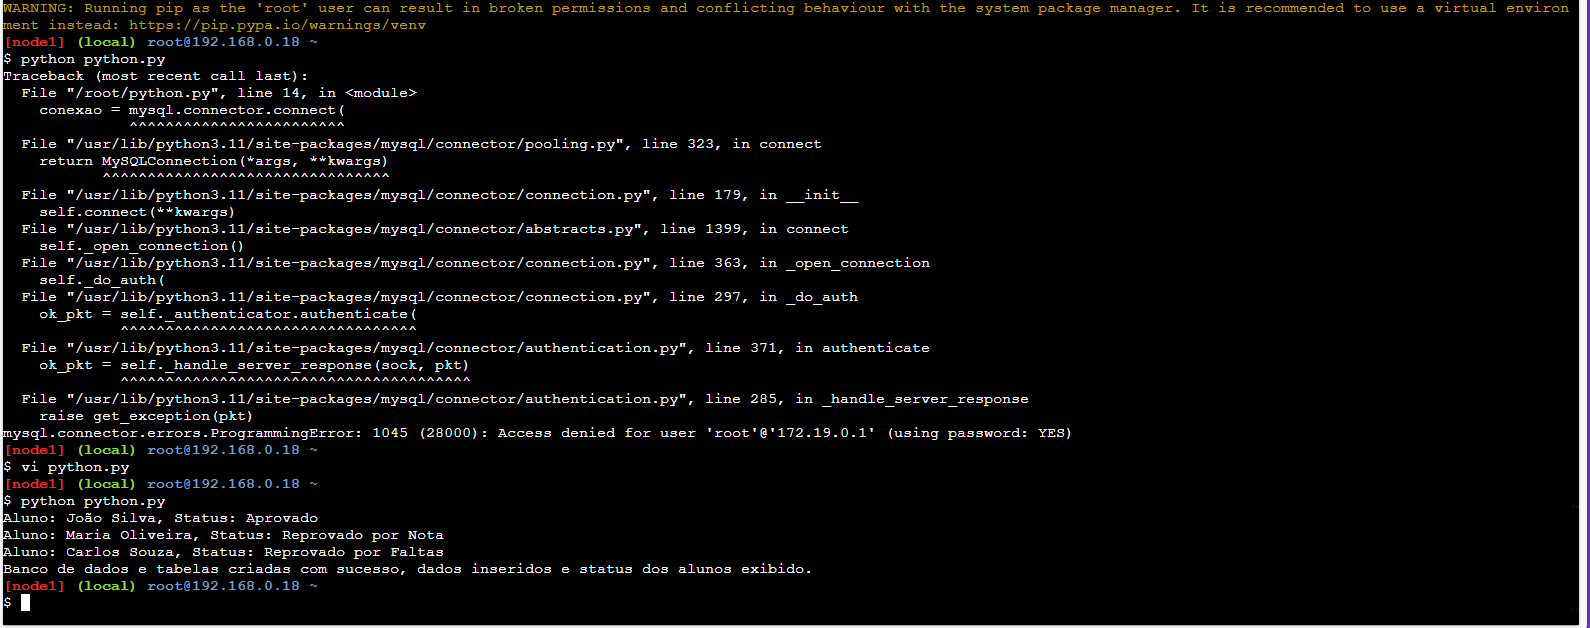 WARNING: Running pip as the 'root' user can result in broken permissions and conflicting behaviour with the system package manager. It is recommended to use a virtual environ
ment instead: https://pip.pypa.io/warnings/venv
[node1] (local) root@192.168.0.18 ~
$ python python.py
Traceback (most recent call last):
  File "/root/python.py", line 14, in <module>
    conexao = mysql.connector.connect(
              ^^^^^^^^^^^^^^^^^^^^^^^^
  File "/usr/lib/python3.11/site-packages/mysql/connector/pooling.py", line 323, in connect
    return MySQLConnection(*args, **kwargs)
           ^^^^^^^^^^^^^^^^^^^^^^^^^^^^^^^^
  File "/usr/lib/python3.11/site-packages/mysql/connector/connection.py", line 179, in __init__
    self.connect(**kwargs)
  File "/usr/lib/python3.11/site-packages/mysql/connector/abstracts.py", line 1399, in connect
    self._open_connection()
  File "/usr/lib/python3.11/site-packages/mysql/connector/connection.py", line 363, in _open_connection
    self._do_auth(
  File "/usr/lib/python3.11/site-packages/mysql/connector/connection.py", line 297, in _do_auth
    ok_pkt = self._authenticator.authenticate(
             ^^^^^^^^^^^^^^^^^^^^^^^^^^^^^^^^^
  File "/usr/lib/python3.11/site-packages/mysql/connector/authentication.py", line 371, in authenticate
    ok_pkt = self._handle_server_response(sock, pkt)
             ^^^^^^^^^^^^^^^^^^^^^^^^^^^^^^^^^^^^^^^
  File "/usr/lib/python3.11/site-packages/mysql/connector/authentication.py", line 285, in _handle_server_response
    raise get_exception(pkt)
mysql.connector.errors.ProgrammingError: 1045 (28000): Access denied for user 'root'@'172.19.0.1' (using password: YES)
[node1] (local) root@192.168.0.18 ~
$ vi python.py
[node1] (local) root@192.168.0.18 ~
$ python python.py
Aluno: João Silva, Status: Aprovado
Aluno: Maria Oliveira, Status: Reprovado por Nota
Aluno: Carlos Souza, Status: Reprovado por Faltas
Banco de dados e tabelas criadas com sucesso, dados inseridos e status dos alunos exibido.
[node1] (local) root@192.168.0.18 ~
$